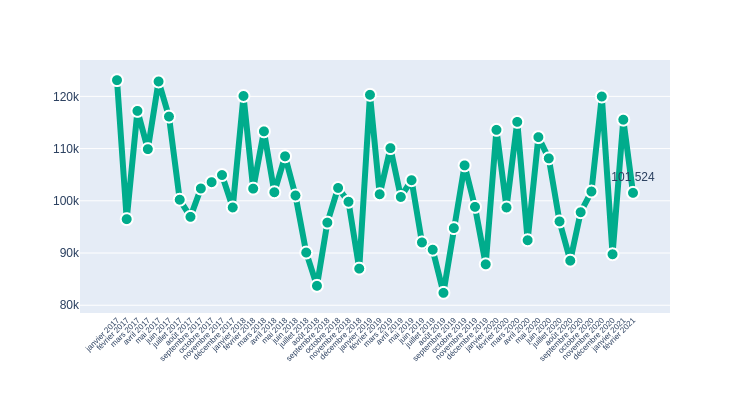 120k
110k
100k
90k
80k
101,524
janvier 2017
février 2017
mars 2017
avril 2017
mai 2017
juin 2017
juillet 2017
août 2017
septembre 2017
octobre 2017
novembre 2017
décembre 2017
janvier 2018
février 2018
mars 2018
avril 2018
mai 2018
juin 2018
juillet 2018
août 2018
septembre 2018
octobre 2018
novembre 2018
décembre 2018
janvier 2019
février 2019
mars 2019
avril 2019
mai 2019
juin 2019
juillet 2019
août 2019
septembre 2019
octobre 2019
novembre 2019
décembre 2019
janvier 2020
février 2020
mars 2020
avril 2020
mai 2020
juin 2020
juillet 2020
août 2020
septembre 2020
octobre 2020
novembre 2020
décembre 2020
janvier 2021
février 2021